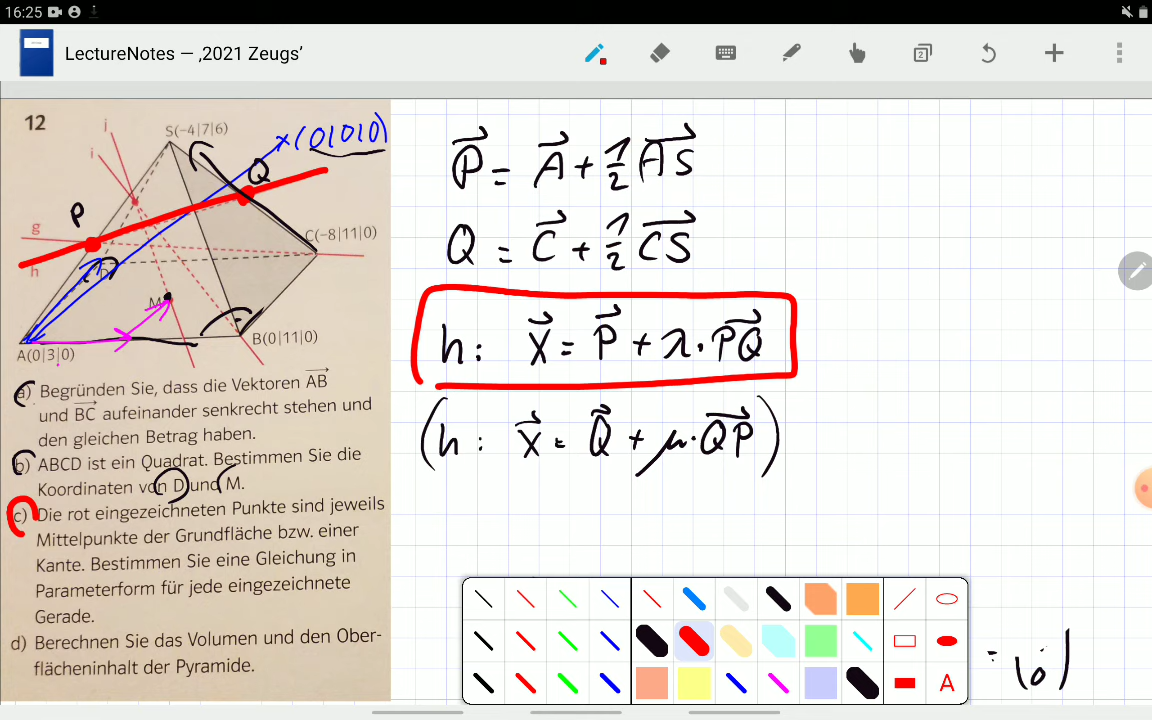 16:25
LectureNotes — ‚2021 Zeugs’
12
S(-4|7|6)
x(0|0|0)
j
i
Q
P
g
h
C(-8|11|0)
D
M
A(0|3|0)
B(0|11|0)
a) Begründen Sie, dass die Vektoren AB
und BC aufeinander senkrecht stehen und
den gleichen Betrag haben.
b) ABCD ist ein Quadrat. Bestimmen Sie die
Koordinaten von D und M.
c) Die rot eingezeichneten Punkte sind jeweils
Mittelpunkte der Grundfläche bzw. einer
Kante. Bestimmen Sie eine Gleichung in
Parameterform für jede eingezeichnete
Gerade.
d) Berechnen Sie das Volumen und den Ober-
flächeninhalt der Pyramide.
P = A + 1/2 AS
Q = C + 1/2 CS
h: X = P + λ · PQ
(h: X = Q + μ · QP)
A
2